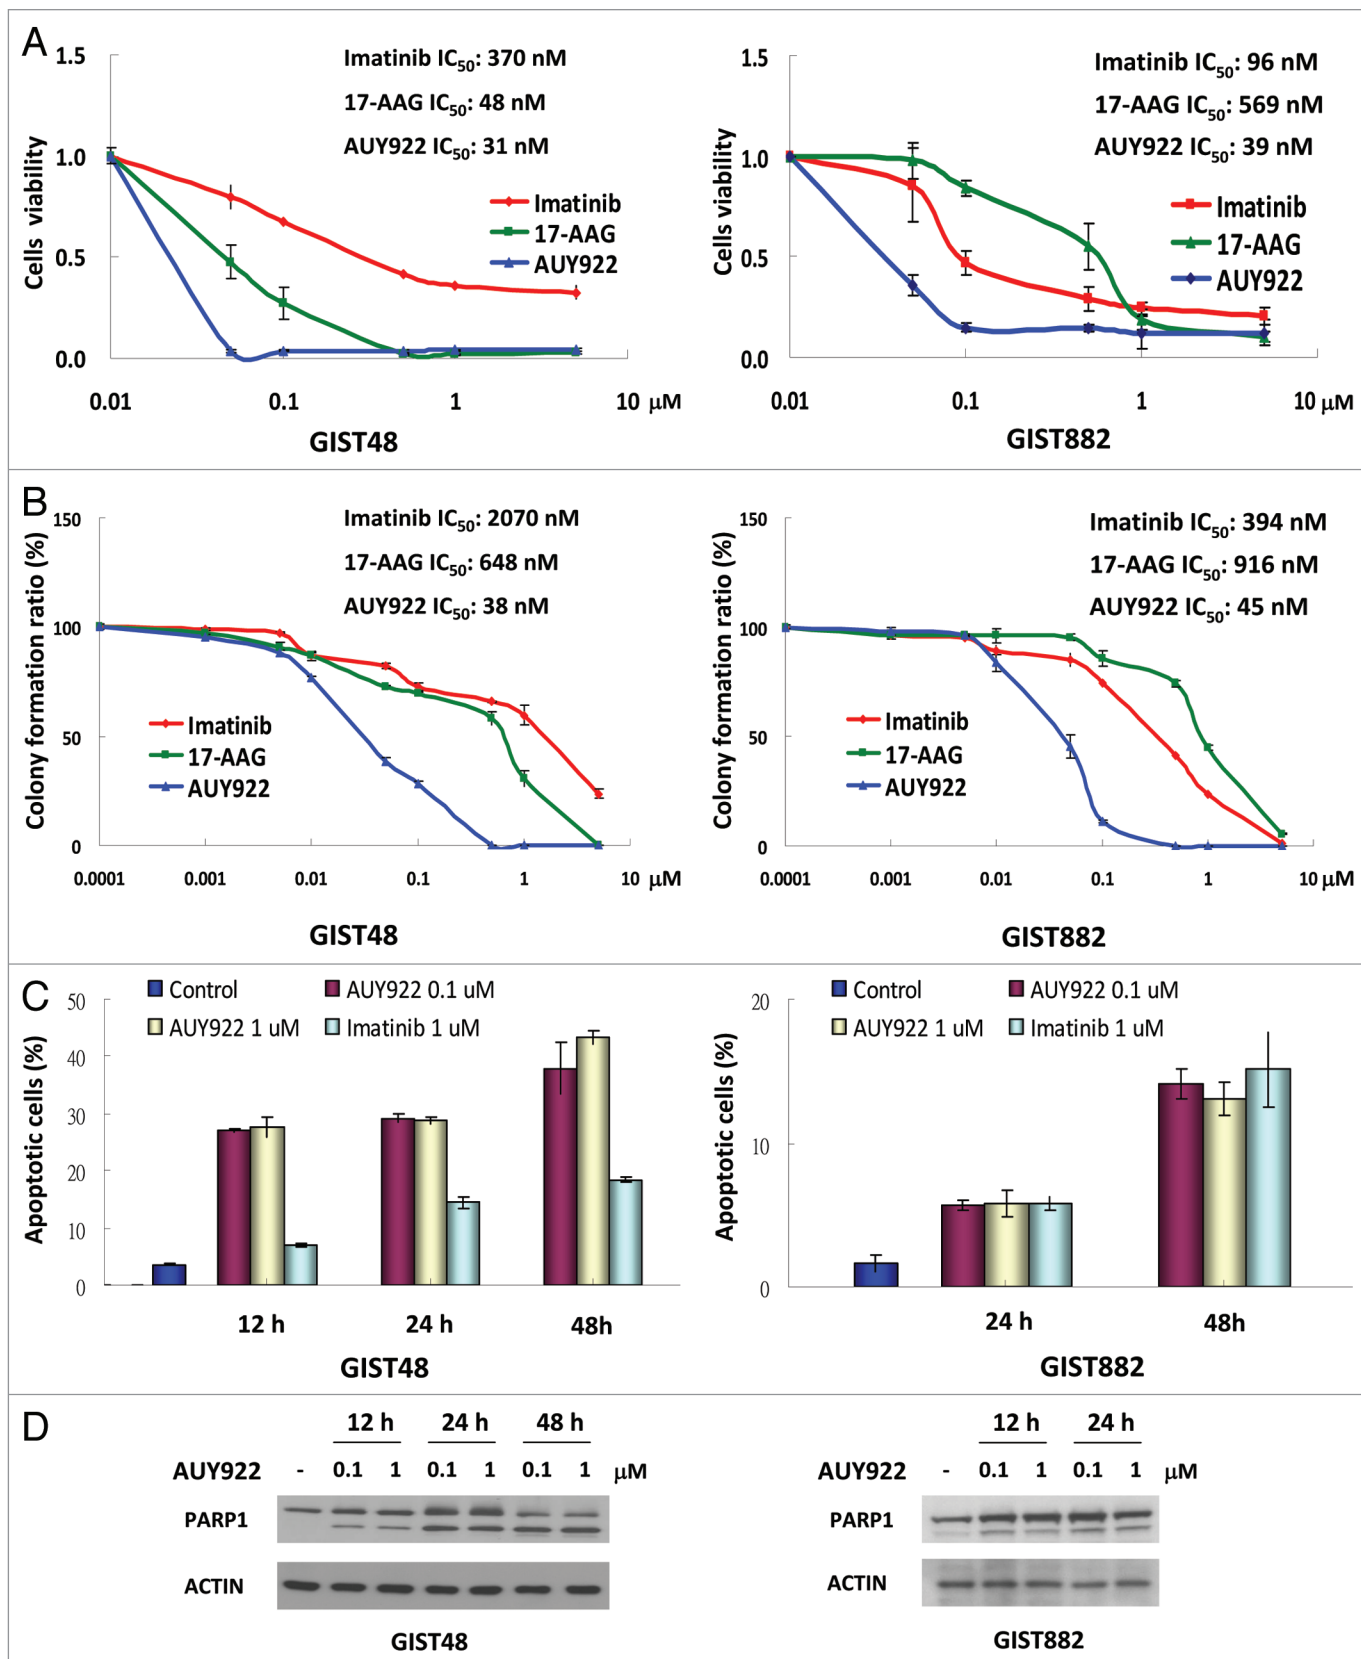 A
Cells viability
1.5
1.0
0.5
0.0
Imatinib IC50: 370 nM
17-AAG IC50: 48 nM
AUY922 IC50: 31 nM
Imatinib
17-AAG
AUY922
0.01 0.1 1 10 µM
GIST48
Cells viability
1.5
1.0
0.5
0.0
Imatinib IC50: 96 nM
17-AAG IC50: 569 nM
AUY922 IC50: 39 nM
Imatinib
17-AAG
AUY922
0.01 0.1 1 10 µM
GIST882
B
Colony formation ratio (%)
150
100
50
0
Imatinib IC50: 2070 nM
17-AAG IC50: 648 nM
AUY922 IC50: 38 nM
Imatinib
17-AAG
AUY922
0.0001 0.001 0.01 0.1 1 10 µM
GIST48
Colony formation ratio (%)
150
100
50
0
Imatinib IC50: 394 nM
17-AAG IC50: 916 nM
AUY922 IC50: 45 nM
Imatinib
17-AAG
AUY922
0.0001 0.001 0.01 0.1 1 10 µM
GIST882
C
Apoptotic cells (%)
50
40
30
20
10
0
Control
AUY922 0.1 uM
AUY922 1 uM
Imatinib 1 uM
12 h 24 h 48h
GIST48
Apoptotic cells (%)
20
10
0
Control
AUY922 0.1 uM
AUY922 1 uM
Imatinib 1 uM
24 h 48h
GIST882
D
12 h 24 h 48 h
AUY922 - 0.1 1 0.1 1 0.1 1 µM
PARP1
ACTIN
GIST48
12 h 24 h
AUY922 - 0.1 1 0.1 1 µM
PARP1
ACTIN
GIST882